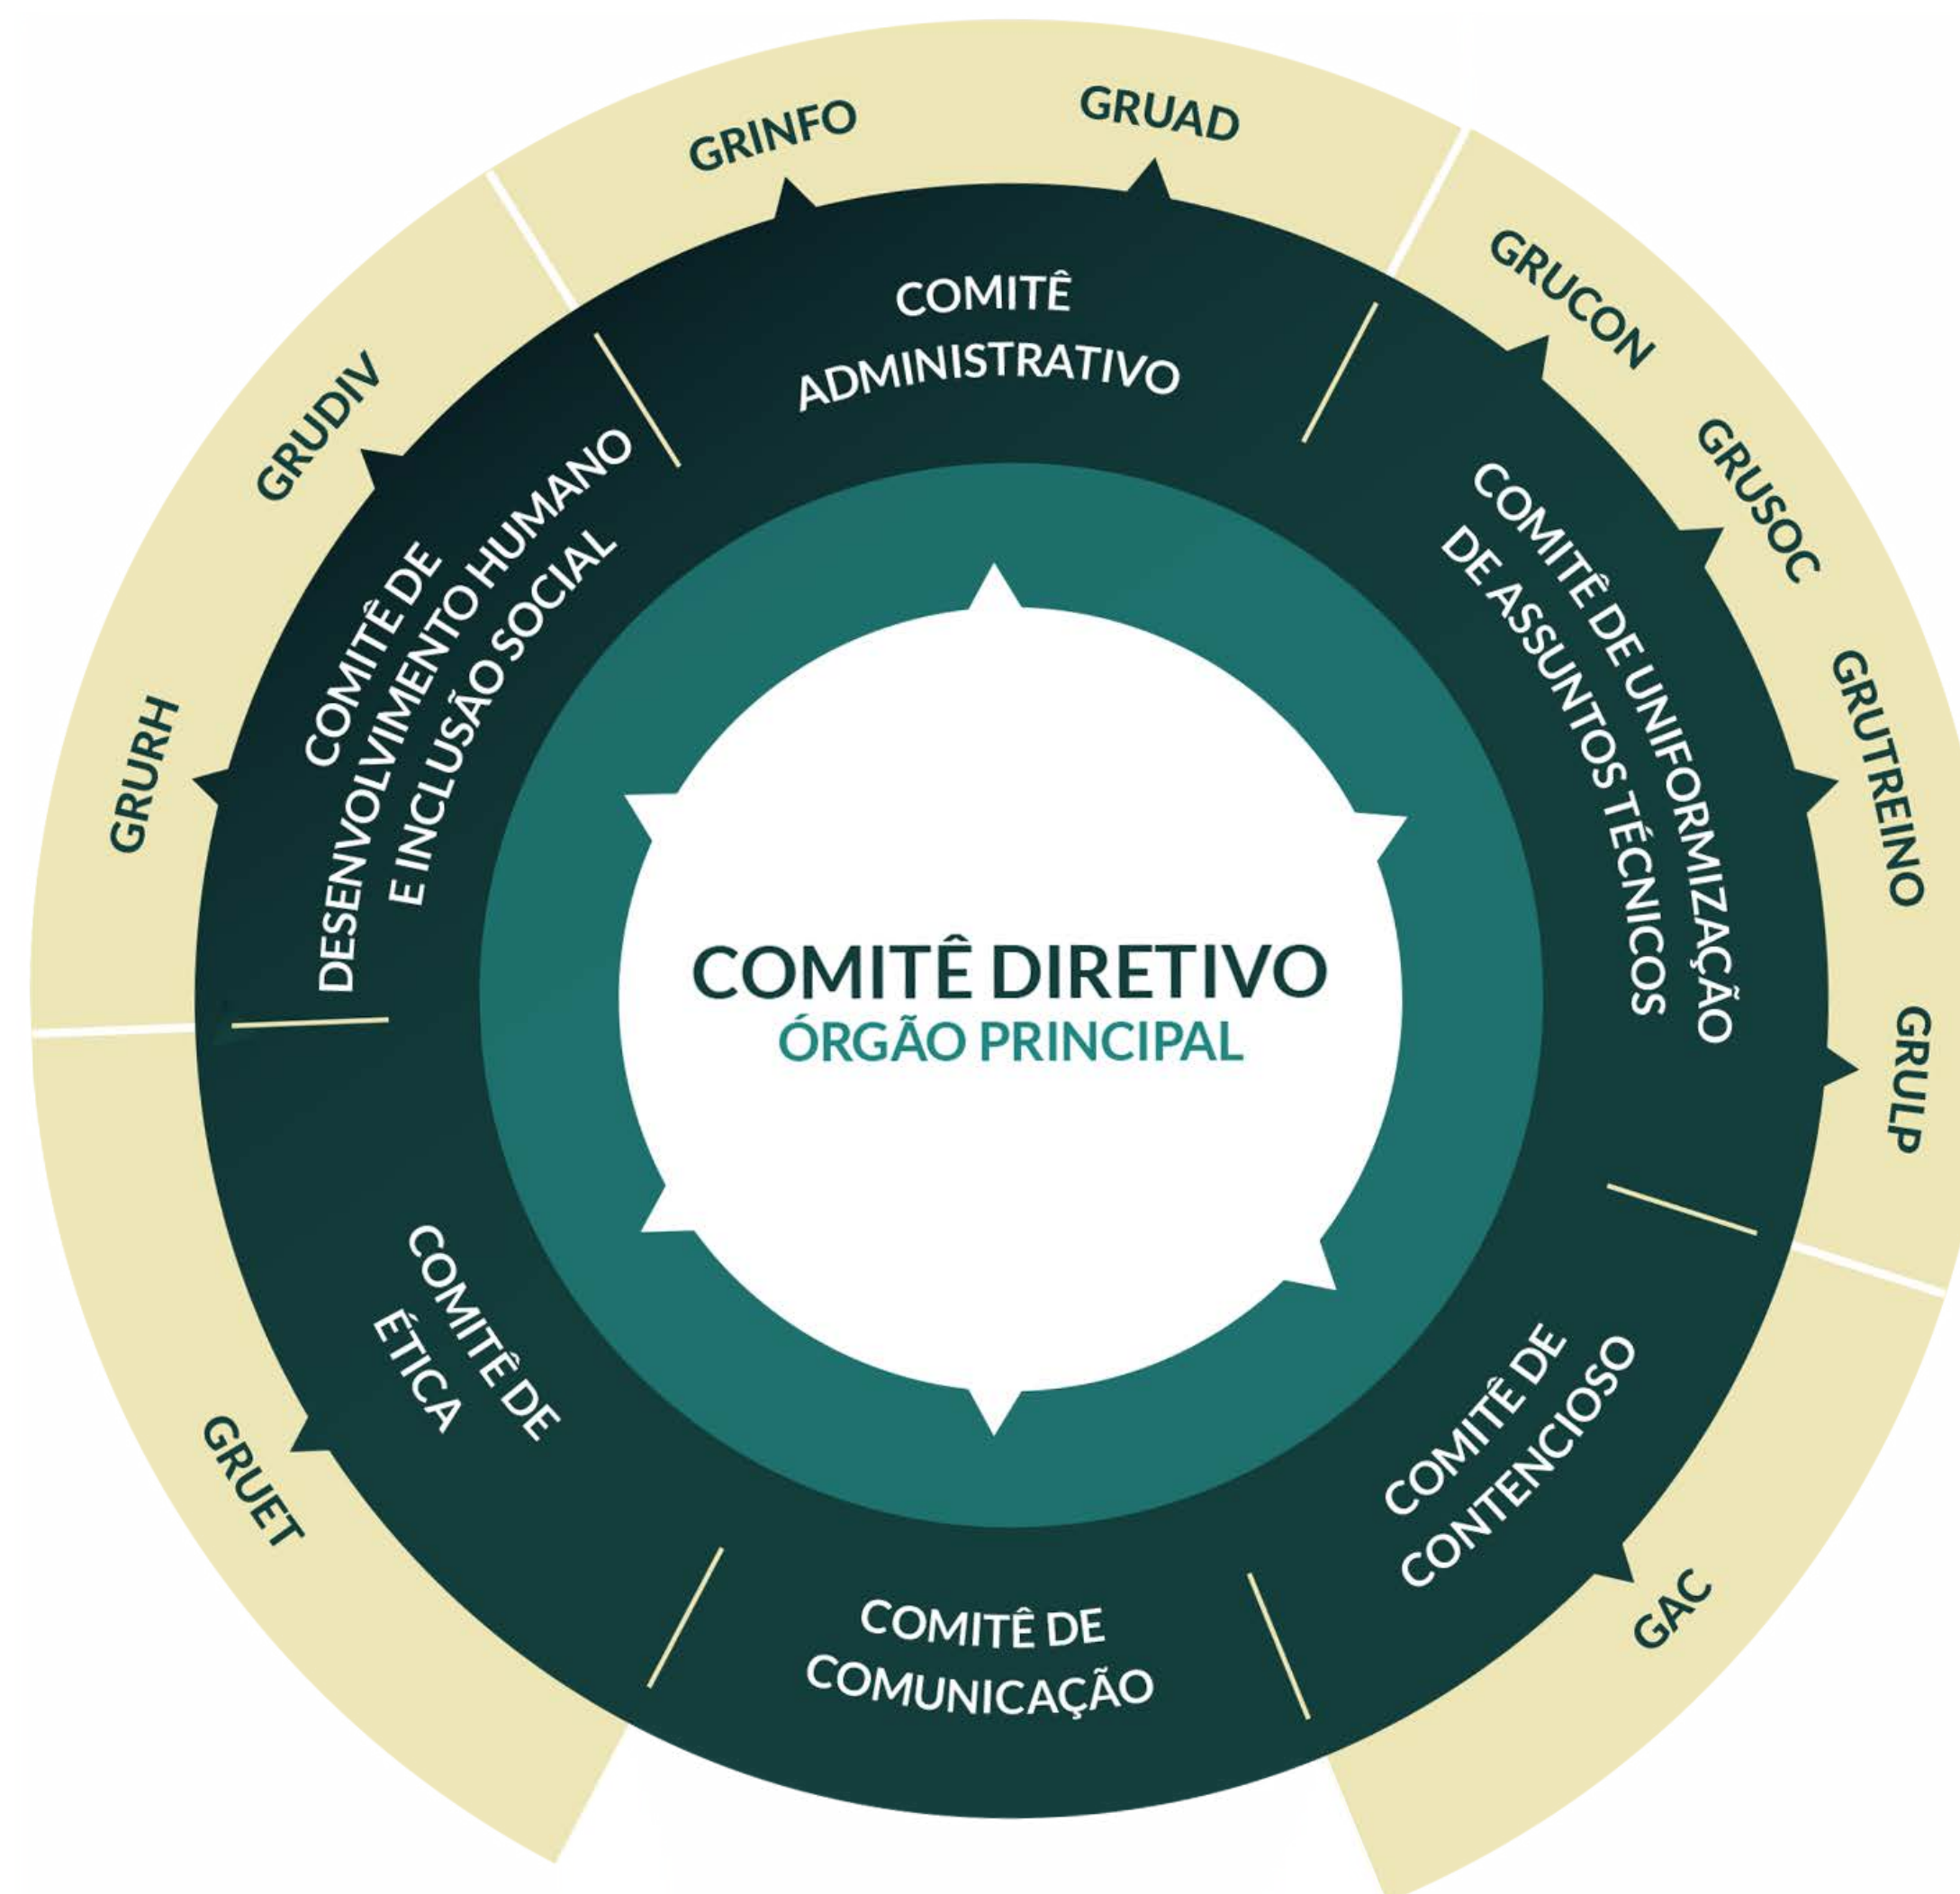 GRINFO
GRUAD
GRUCON
GRUSOC
GRUTREINO
GRULP
GAC
GRUET
GRURH
GRUDIV
COMITÊ
ADMINISTRATIVO
COMITÊ DE UNIFORMIZAÇÃO
DE ASSUNTOS TÉCNICOS
COMITÊ DE
CONTENCIOSO
COMITÊ DE
COMUNICAÇÃO
COMITÊ DE
ÉTICA
COMITÊ DE
DESENVOLVIMENTO HUMANO
E INCLUSÃO SOCIAL
COMITÊ DIRETIVO
ÓRGÃO PRINCIPAL